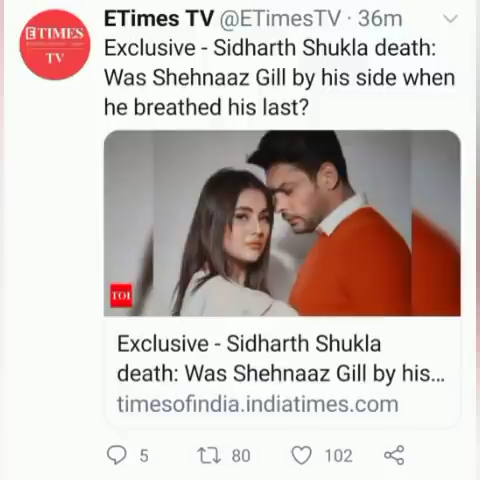 ETIMES
TV
ETimes TV @ETimesTV · 36m
Exclusive - Sidharth Shukla death:
Was Shehnaaz Gill by his side when
he breathed his last?
TOI
Exclusive - Sidharth Shukla
death: Was Shehnaaz Gill by his...
timesofindia.indiatimes.com
5 80 102